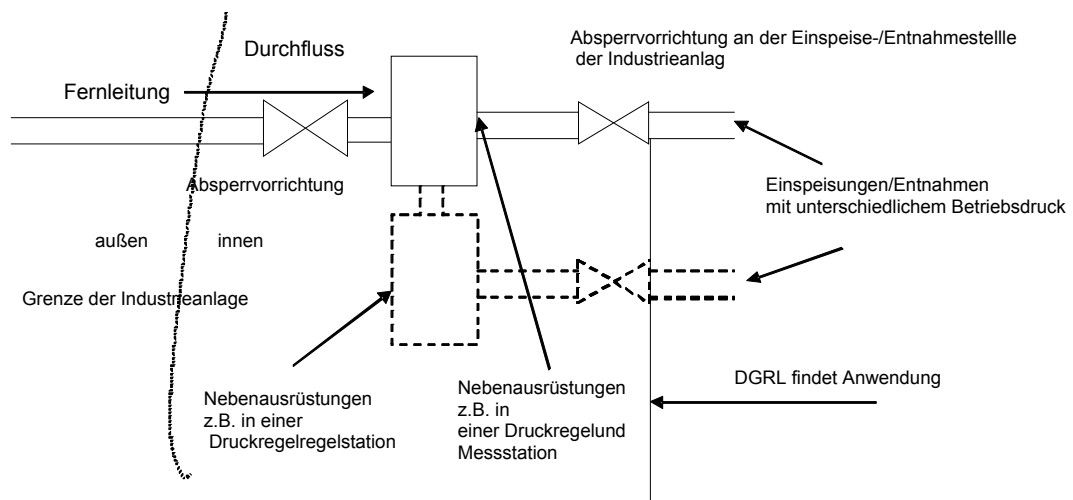 Absperrvorrichtung an der Einspeise-/Entnahmestellle
der Industrieanlag
Durchfluss
Fernleitung
Absperrvorrichtung
Einspeisungen/Entnahmen
mit unterschiedlichem Betriebsdruck
außen
innen
Grenze der Industrieanlage
Nebenausrüstungen
z.B. in einer
Druckregelregelstation
Nebenausrüstungen
z.B. in
einer Druckregelund
Messstation
DGRL findet Anwendung